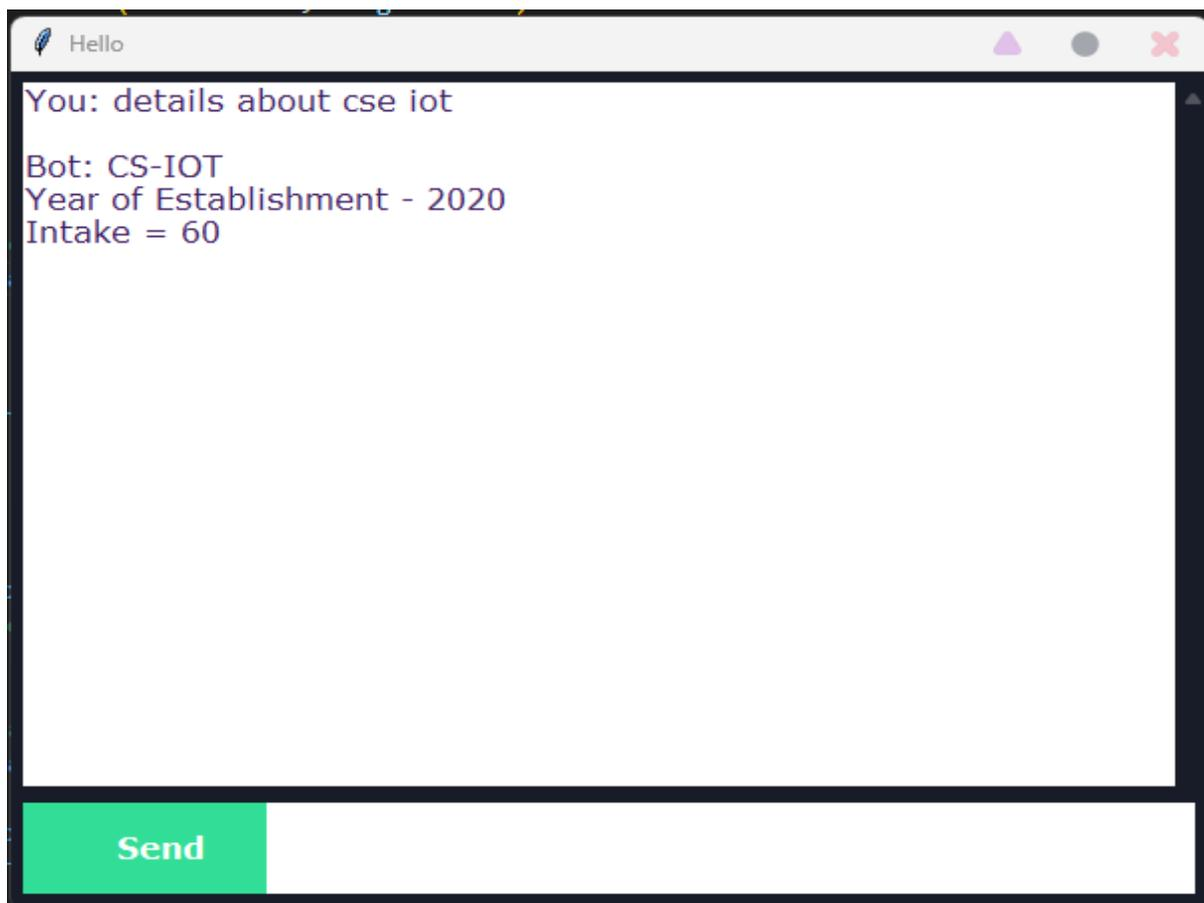 Hello
You: details about cse iot
Bot: CS-IOT
Year of Establishment - 2020
Intake = 60
Send